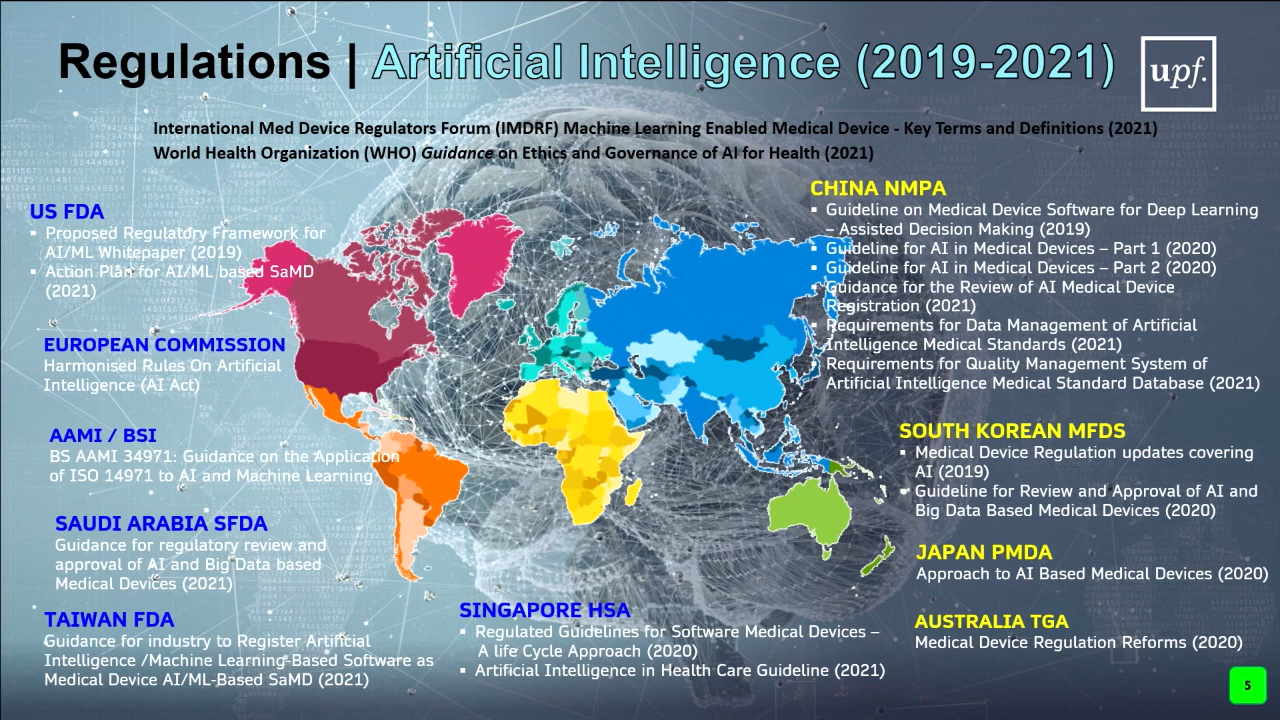 Regulations | Artificial Intelligence (2019-2021)
upf.
International Med Device Regulators Forum (IMDRF) Machine Learning Enabled Medical Device - Key Terms and Definitions (2021)
World Health Organization (WHO) Guidance on Ethics and Governance of AI for Health (2021)
US FDA
▪ Proposed Regulatory Framework for
AI/ML Whitepaper (2019)
▪ Action Plan for AI/ML based SaMD
(2021)
EUROPEAN COMMISSION
Harmonised Rules On Artificial
Intelligence (AI Act)
AAMI / BSI
BS AAMI 34971: Guidance on the Application
of ISO 14971 to AI and Machine Learning
SAUDI ARABIA SFDA
Guidance for regulatory review and
approval of AI and Big Data based
Medical Devices (2021)
TAIWAN FDA
Guidance for industry to Register Artificial
Intelligence /Machine Learning-Based Software as
Medical Device AI/ML-Based SaMD (2021)
SINGAPORE HSA
▪ Regulated Guidelines for Software Medical Devices –
A life Cycle Approach (2020)
▪ Artificial Intelligence in Health Care Guideline (2021)
CHINA NMPA
▪ Guideline on Medical Device Software for Deep Learning
– Assisted Decision Making (2019)
▪ Guideline for AI in Medical Devices – Part 1 (2020)
▪ Guideline for AI in Medical Devices – Part 2 (2020)
▪ Guidance for the Review of AI Medical Device
Registration (2021)
▪ Requirements for Data Management of Artificial
Intelligence Medical Standards (2021)
▪ Requirements for Quality Management System of
Artificial Intelligence Medical Standard Database (2021)
SOUTH KOREAN MFDS
▪ Medical Device Regulation updates covering
AI (2019)
▪ Guideline for Review and Approval of AI and
Big Data Based Medical Devices (2020)
JAPAN PMDA
Approach to AI Based Medical Devices (2020)
AUSTRALIA TGA
Medical Device Regulation Reforms (2020)
5